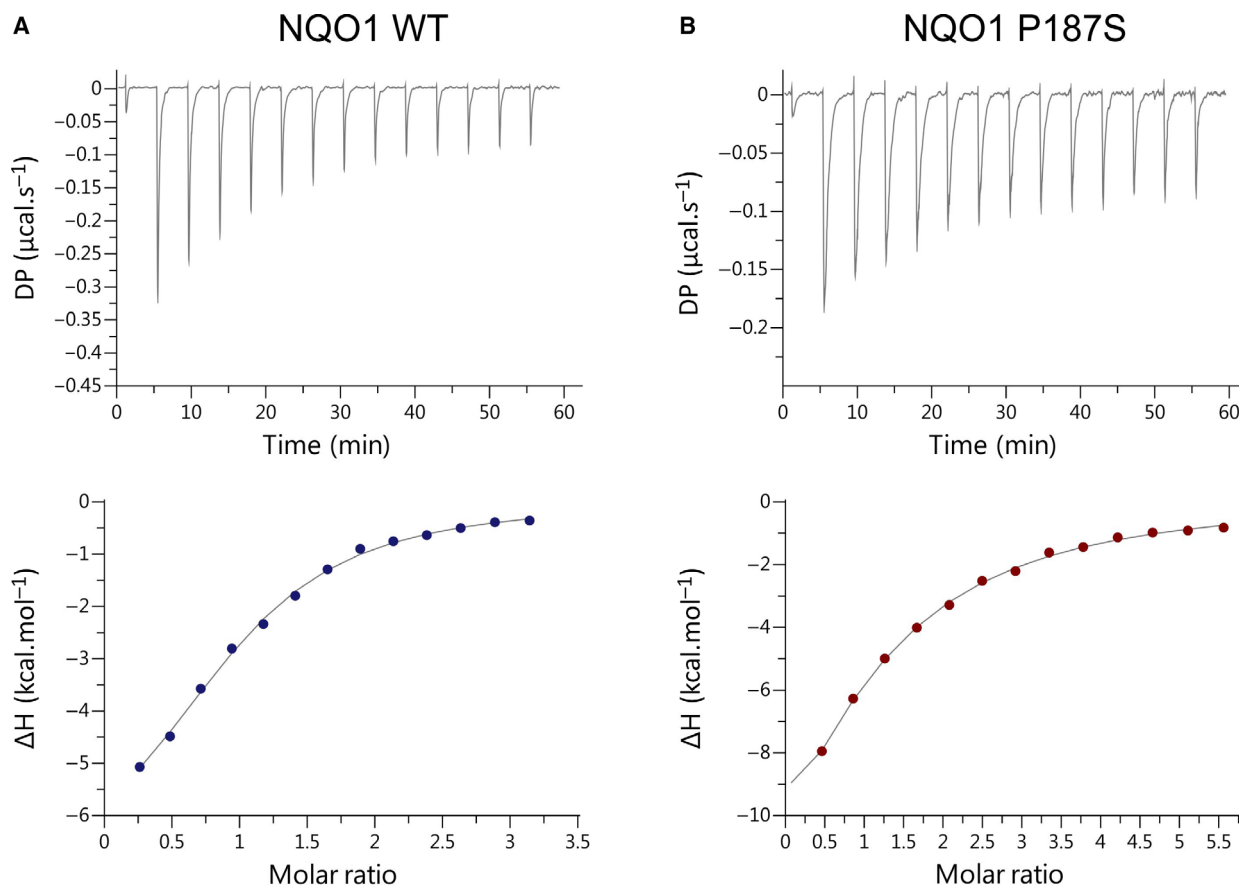 A
NQO1 WT
0
−0.05
−0.1
−0.15
−0.2
−0.25
−0.3
−0.35
−0.4
−0.45
DP (µcal.s⁻¹)
0 10 20 30 40 50 60
Time (min)
0
−1
−2
−3
−4
−5
−6
ΔH (kcal.mol⁻¹)
0 0.5 1 1.5 2 2.5 3 3.5
Molar ratio
B
NQO1 P187S
0
−0.05
−0.1
−0.15
−0.2
DP (µcal.s⁻¹)
0 10 20 30 40 50 60
Time (min)
0
−2
−4
−6
−8
−10
ΔH (kcal.mol⁻¹)
0 0.5 1 1.5 2 2.5 3 3.5 4 4.5 5 5.5
Molar ratio